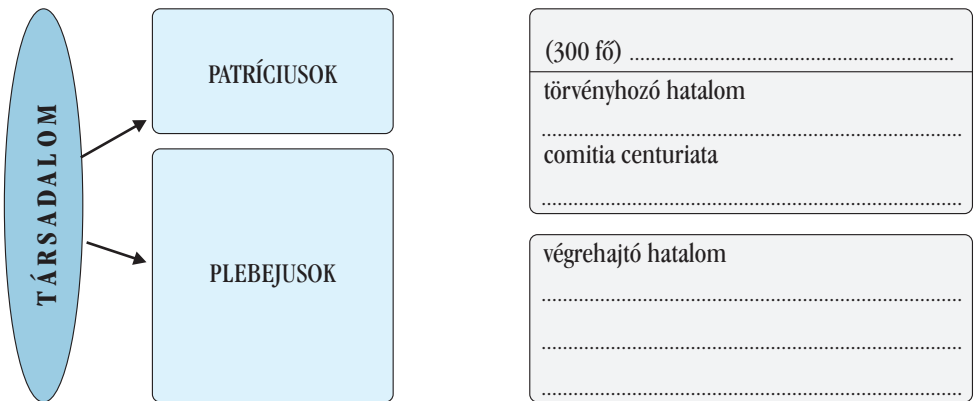 TÁRSADALOM
PATRÍCIUSOK
PLEBEJUSOK
(300 fő) ..................................................................
törvényhozó hatalom
.....................................................................................
comitia centuriata
.....................................................................................
végrehajtó hatalom
.....................................................................................
.....................................................................................
.....................................................................................